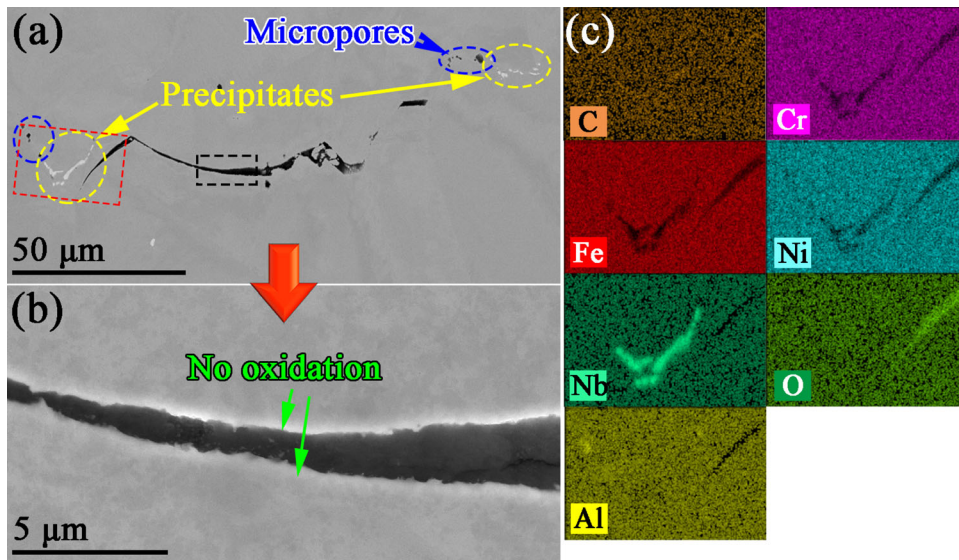 (a)
Micropores
Precipitates
50 μm
(b)
No oxidation
5 μm
(c)
C
Cr
Fe
Ni
Nb
O
Al